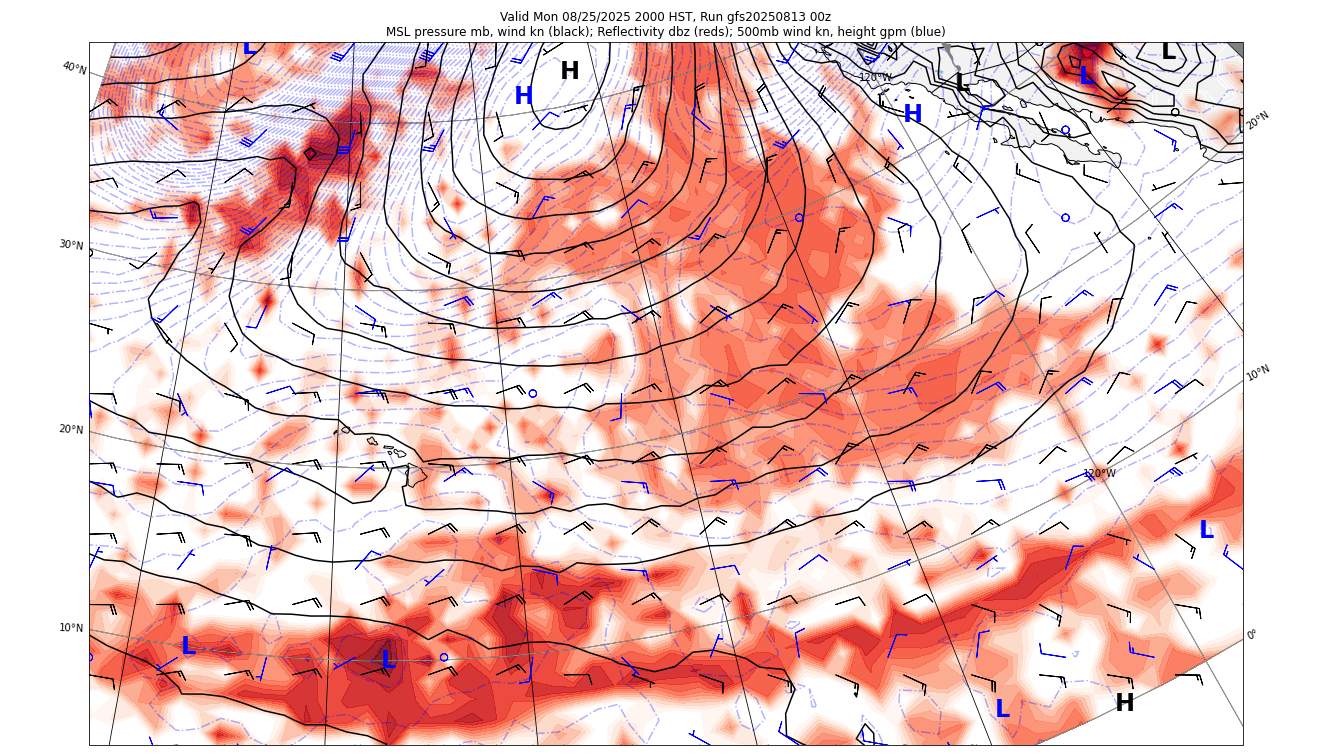 Valid Mon 08/25/2025 2000 HST, Run gfs20250813 00z
MSL pressure mb, wind kn (black); Reflectivity dbz (reds); 500mb wind kn, height gpm (blue)
L
H
L
L
40°N
120°W
L
H
H
20°N
30°N
10°N
20°N
120°W
L
10°N
L
L
0°
L
H